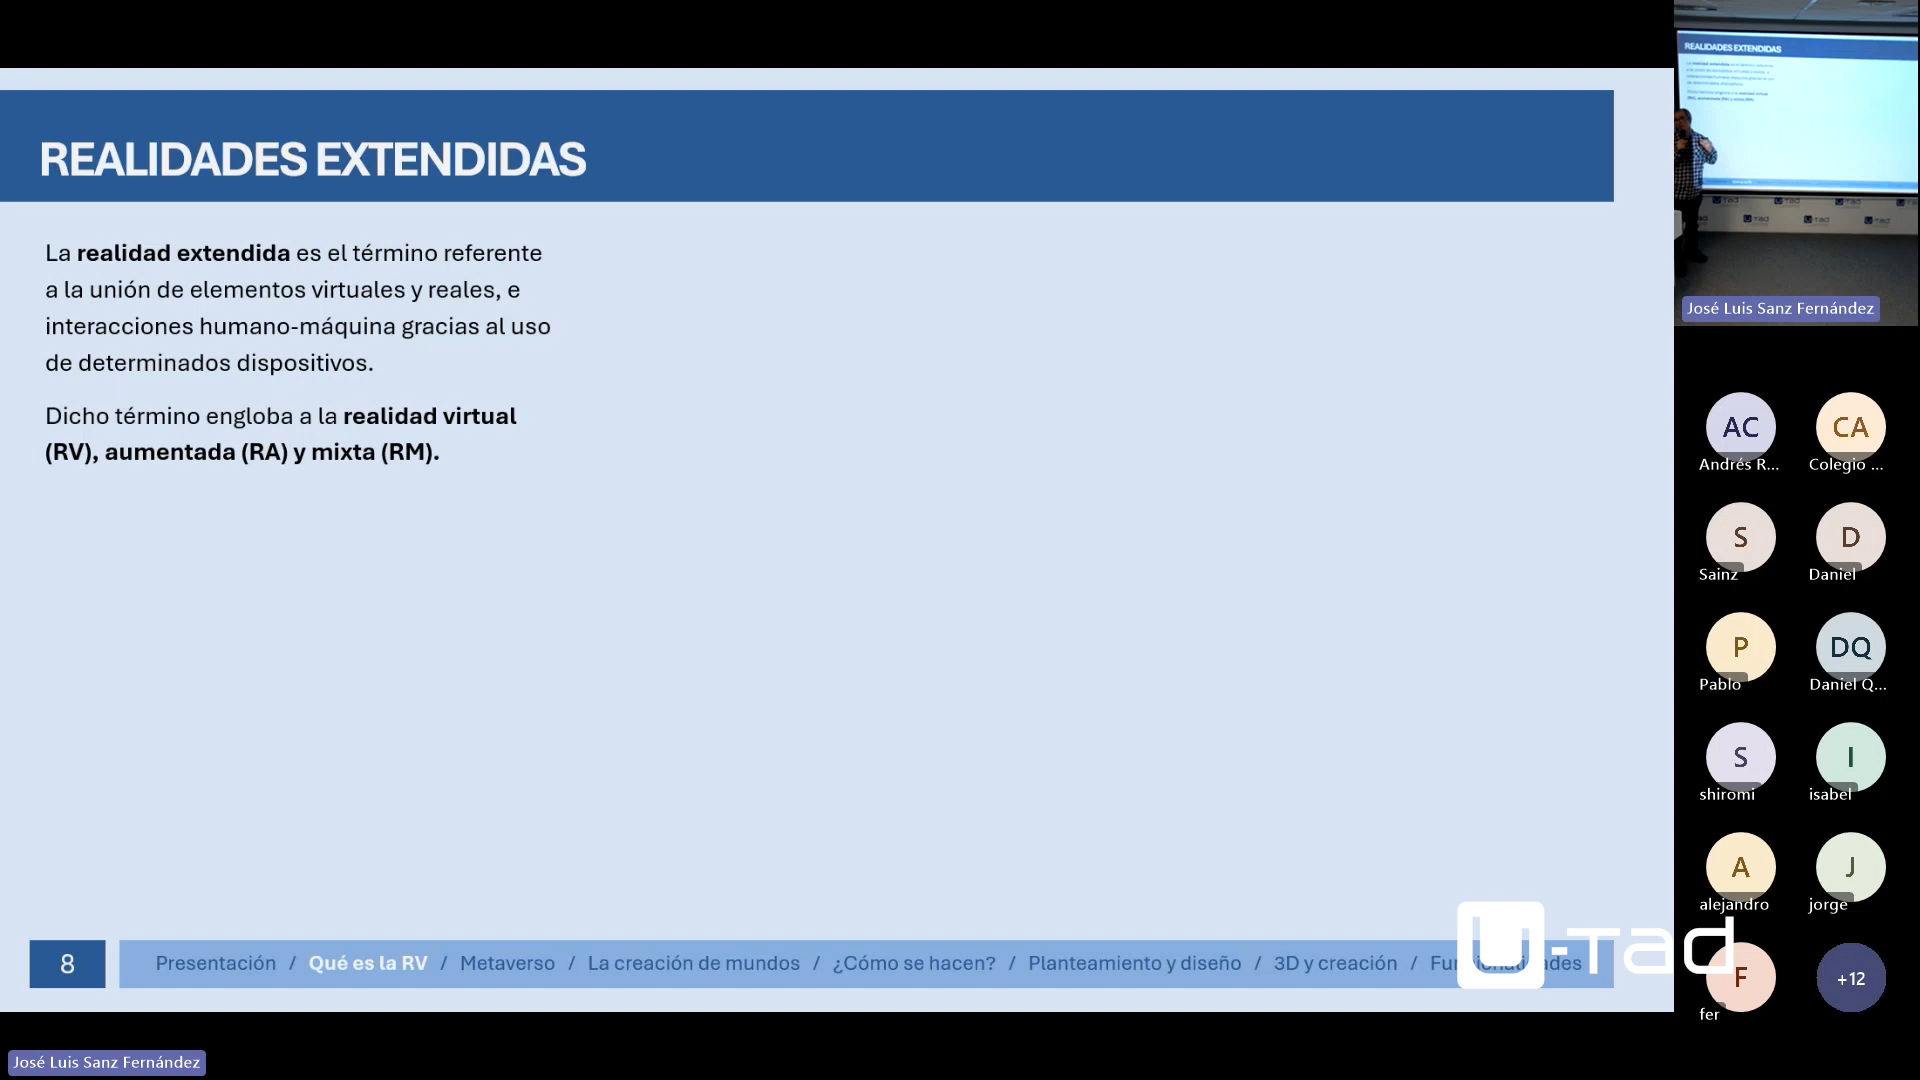 REALIDADES EXTENDIDAS
La realidad extendida es el término referente
a la unión de elementos virtuales y reales, e
interacciones humano-máquina gracias al uso
de determinados dispositivos.
Dicho término engloba a la realidad virtual
(RV), aumentada (RA) y mixta (RM).
8
Presentación / Qué es la RV / Metaverso / La creación de mundos / ¿Cómo se hacen? / Planteamiento y diseño / 3D y creación /
U-tad
José Luis Sanz Fernández
REALIDADES EXTENDIDAS
José Luis Sanz Fernández
AC
Andrés R...
CA
Colegio ...
S
Sainz
D
Daniel
P
Pablo
DQ
Daniel Q...
S
shiromi
I
isabel
A
alejandro
J
jorge
F
fer
+12